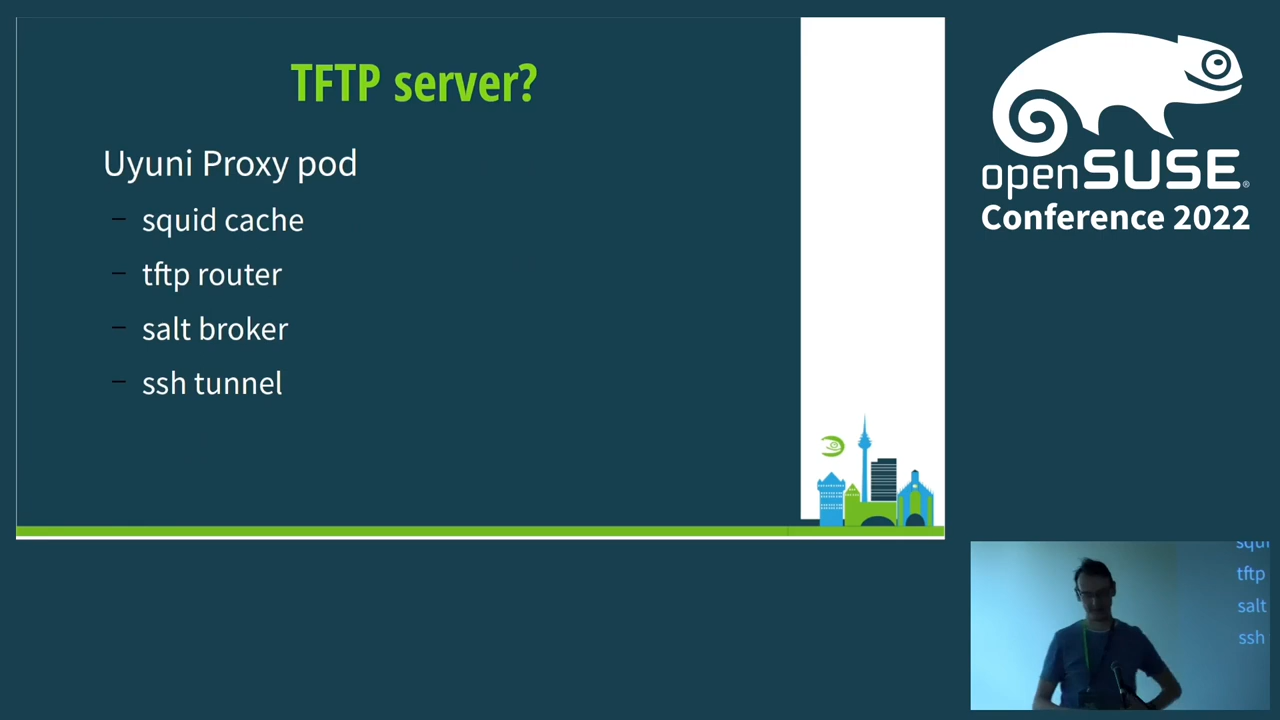 TFTP server?
Uyuni Proxy pod
– squid cache
– tftp router
– salt broker
– ssh tunnel
openSUSE®
Conference 2022
squi
tftp
salt
ssh